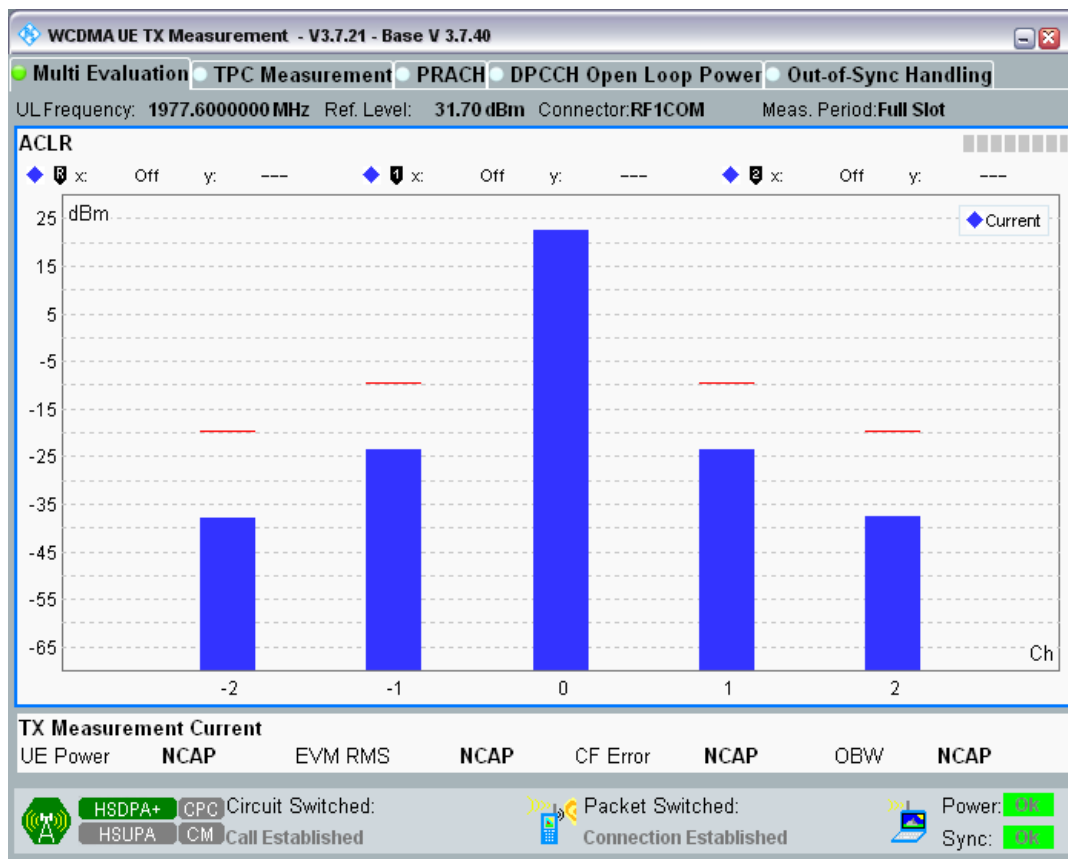 WCDMA UE TX Measurement - V3.7.21 - Base V 3.7.40
Multi Evaluation TPC Measurement PRACH DPCCH Open Loop Power Out-of-Sync Handling
UL Frequency: 1977.6000000 MHz Ref. Level: 31.70 dBm Connector:RF1COM Meas. Period:Full Slot
ACLR
R x: Off y: --- 1 x: Off y: --- 2 x: Off y: ---
dBm
Current
25
15
5
-5
-15
-25
-35
-45
-55
-65
Ch
-2 -1 0 1 2
TX Measurement Current
UE Power NCAP EVM RMS NCAP CF Error NCAP OBW NCAP
HSDPA+ CPC Circuit Switched: Packet Switched: Power: OK
HSUPA CM Call Established Connection Established Sync: OK